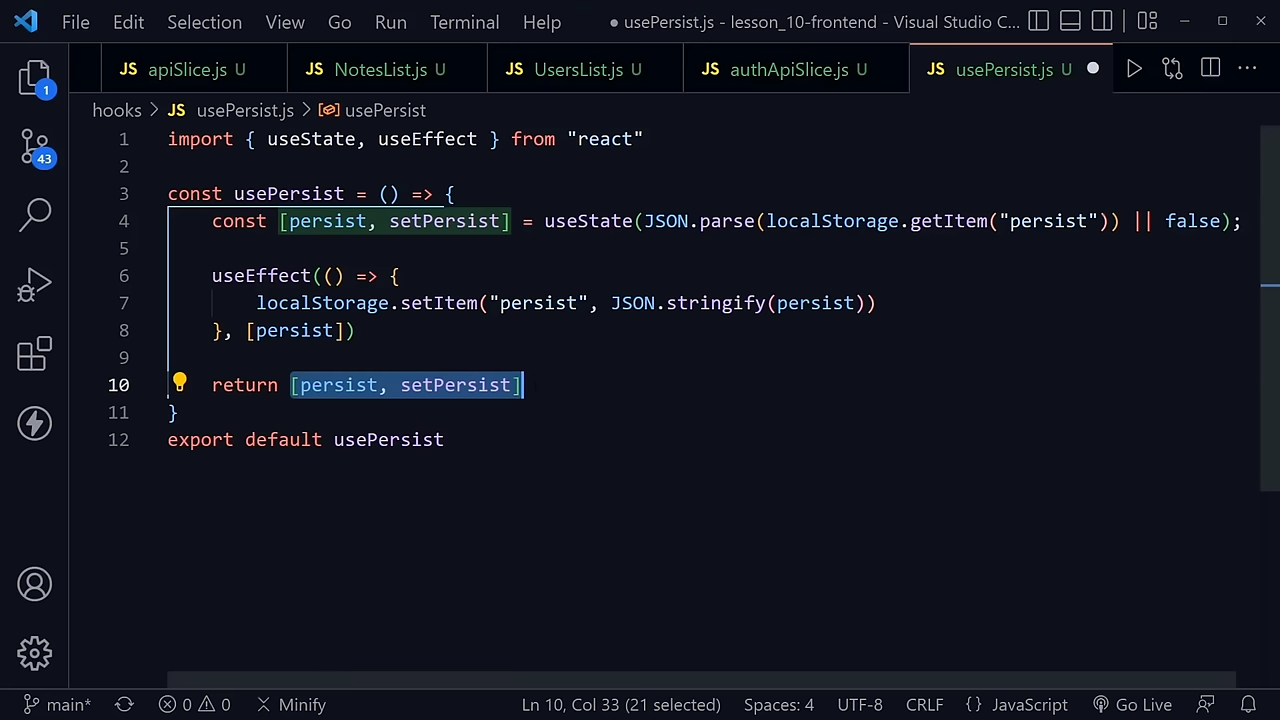 File Edit Selection View Go Run Terminal Help ● usePersist.js - lesson_10-frontend - Visual Studio C...
JS apiSlice.js U JS NotesList.js U JS UsersList.js U JS authApiSlice.js U JS usePersist.js U
hooks > JS usePersist.js > usePersist
1 import { useState, useEffect } from "react"
2
3 const usePersist = () => {
4 const [persist, setPersist] = useState(JSON.parse(localStorage.getItem("persist")) || false);
5
6 useEffect(() => {
7 localStorage.setItem("persist", JSON.stringify(persist))
8 }, [persist])
9
10 return [persist, setPersist]
11 }
12 export default usePersist
1
43
main* 0 0 Minify Ln 10, Col 33 (21 selected) Spaces: 4 UTF-8 CRLF {} JavaScript Go Live